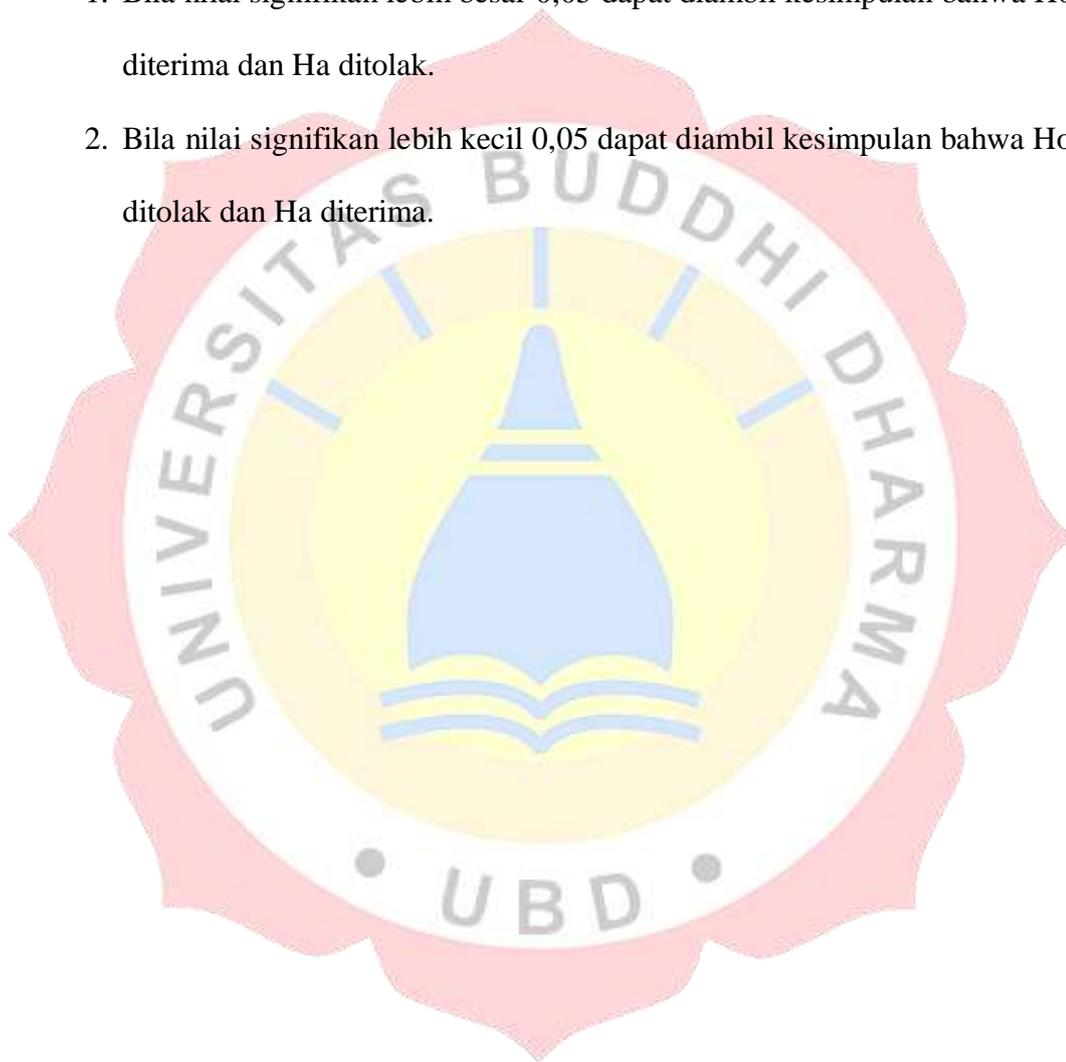 1. Bila nilai signifikan lebih besar 0,05 dapat diambil kesimpulan bahwa Ho
diterima dan Ha ditolak.
2. Bila nilai signifikan lebih kecil 0,05 dapat diambil kesimpulan bahwa Ho
ditolak dan Ha diterima.
UNIVERSITAS BUDDHI DHARMA
• UBD •